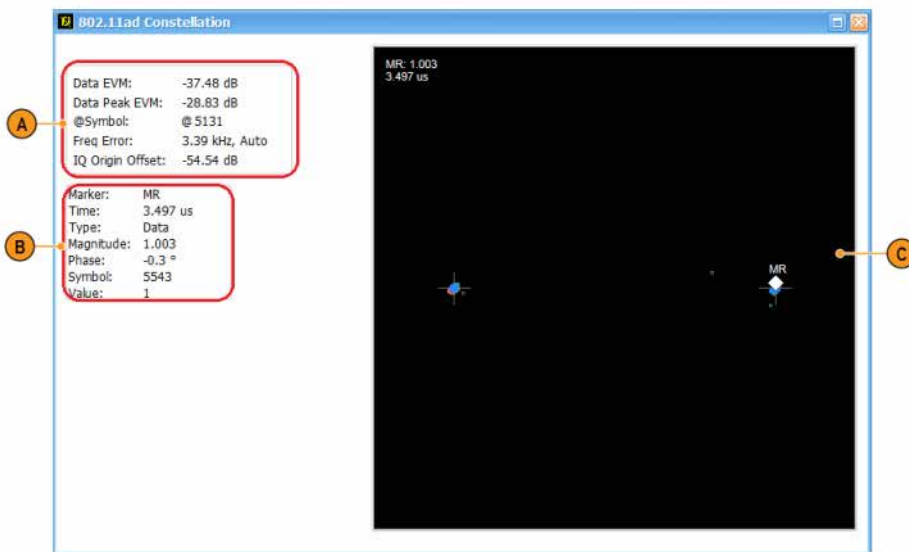 802.11ad Constellation
Data EVM: -37.48 dB
Data Peak EVM: -28.83 dB
@Symbol: @ 5131
Freq Error: 3.39 kHz, Auto
IQ Origin Offset: -54.54 dB
A
Marker: MR
Time: 3.497 us
Type: Data
Magnitude: 1.003
Phase: -0.3 °
Symbol: 5543
Value: 1
B
MR: 1.003
3.497 us
MR
C